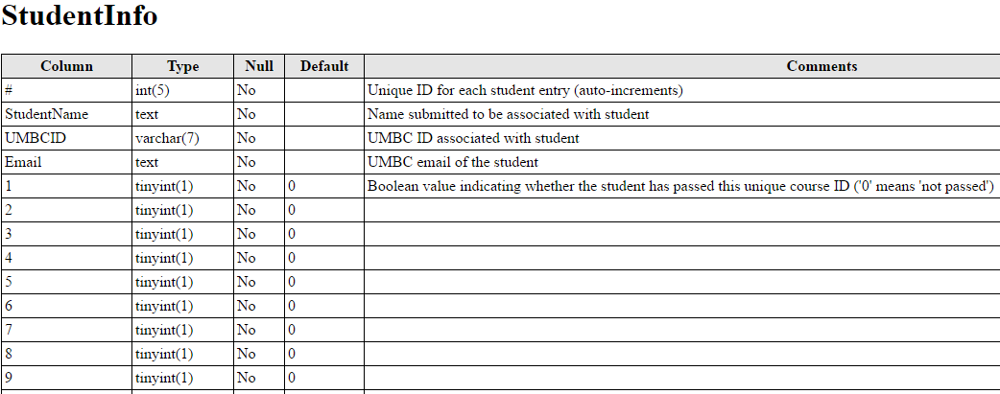 StudentInfo
Column Type Null Default Comments
# int(5) No Unique ID for each student entry (auto-increments)
StudentName text No Name submitted to be associated with student
UMBCID varchar(7) No UMBC ID associated with student
Email text No UMBC email of the student
1 tinyint(1) No 0 Boolean value indicating whether the student has passed this unique course ID ('0' means 'not passed')
2 tinyint(1) No 0
3 tinyint(1) No 0
4 tinyint(1) No 0
5 tinyint(1) No 0
6 tinyint(1) No 0
7 tinyint(1) No 0
8 tinyint(1) No 0
9 tinyint(1) No 0